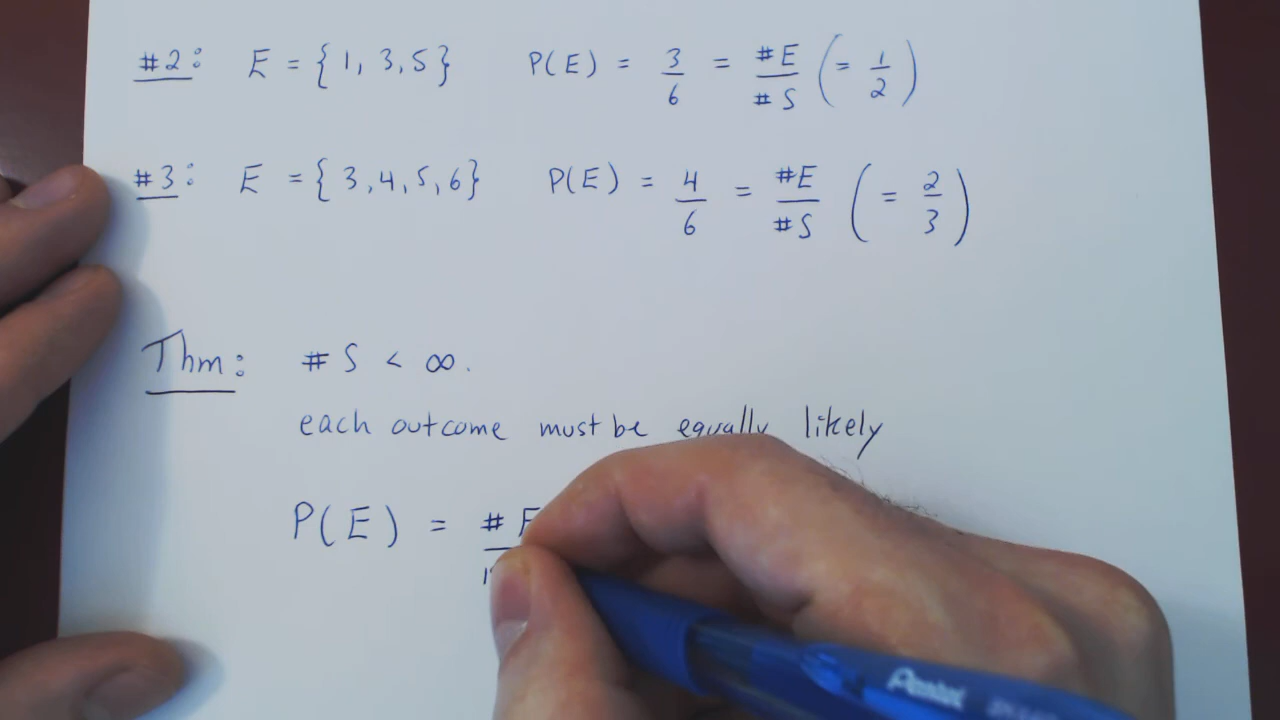 #2: E = {1, 3, 5} P(E) = 3/6 = #E/#S (= 1/2)
#3: E = {3, 4, 5, 6} P(E) = 4/6 = #E/#S (= 2/3)
Thm: # S < ∞.
each outcome must be equally likely
P(E) = # E
Pentel